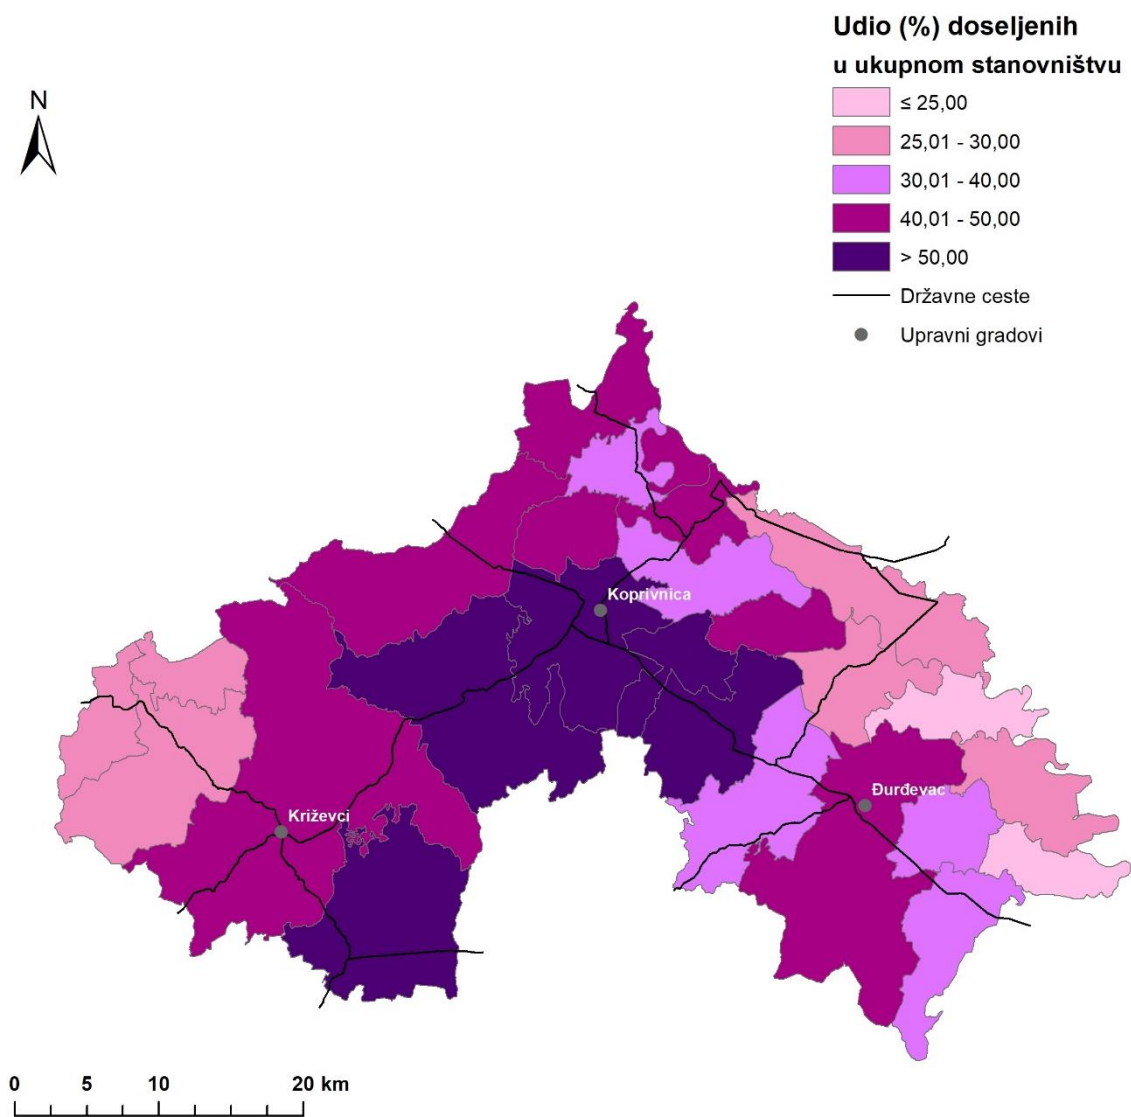 Udio (%) doseljenih
u ukupnom stanovništvu
≤ 25,00
25,01 - 30,00
30,01 - 40,00
40,01 - 50,00
> 50,00
Državne ceste
Upravni gradovi
N
Koprivnica
Đurđevac
Križevci
0 5 10 20 km